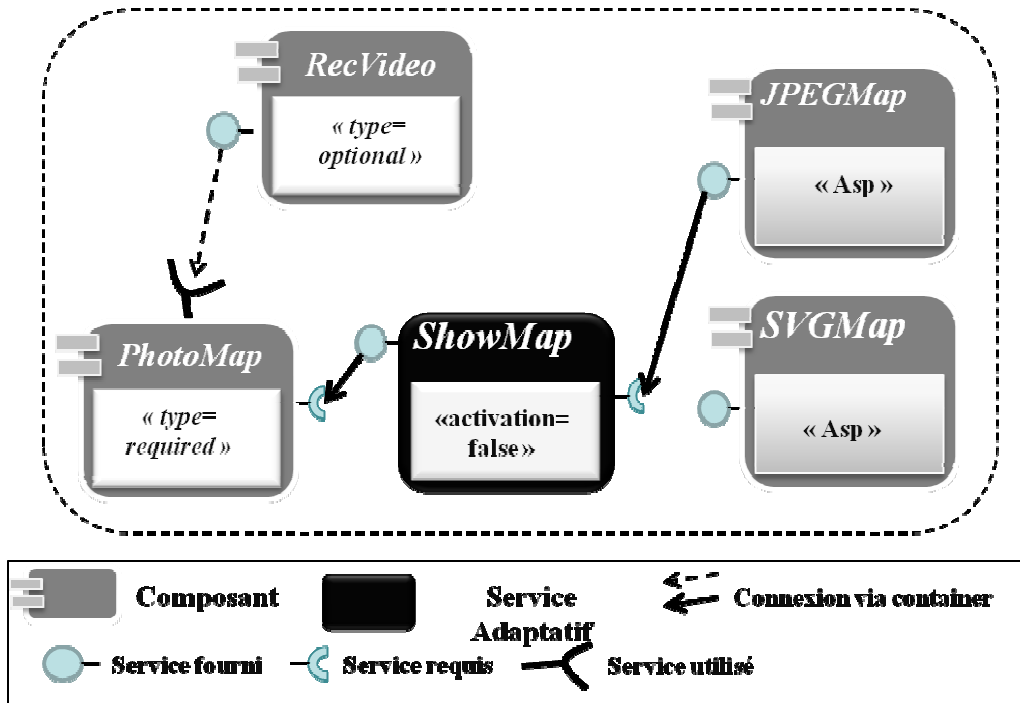 RecVideo
« type=
optional »
JPEGMap
« Asp »
PhotoMap
« type=
required »
ShowMap
«activation=
false»
SVGMap
« Asp »
Composant
Service
Adaptatif
Connexion via container
Service fourni
Service requis
Service utilisé